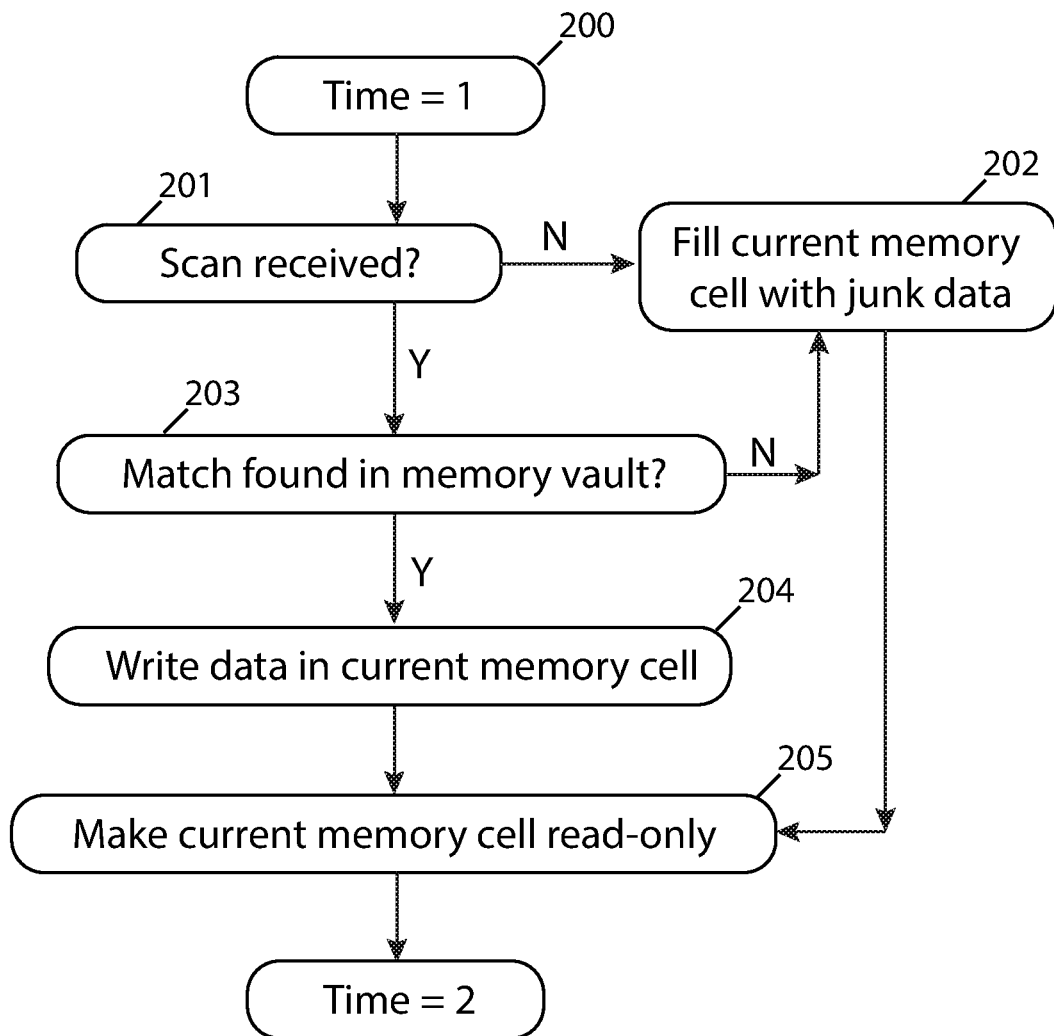 200
Time = 1
201
Scan received?
N
202
Fill current memory
cell with junk data
Y
203
Match found in memory vault?
N
Y
204
Write data in current memory cell
205
Make current memory cell read-only
Time = 2